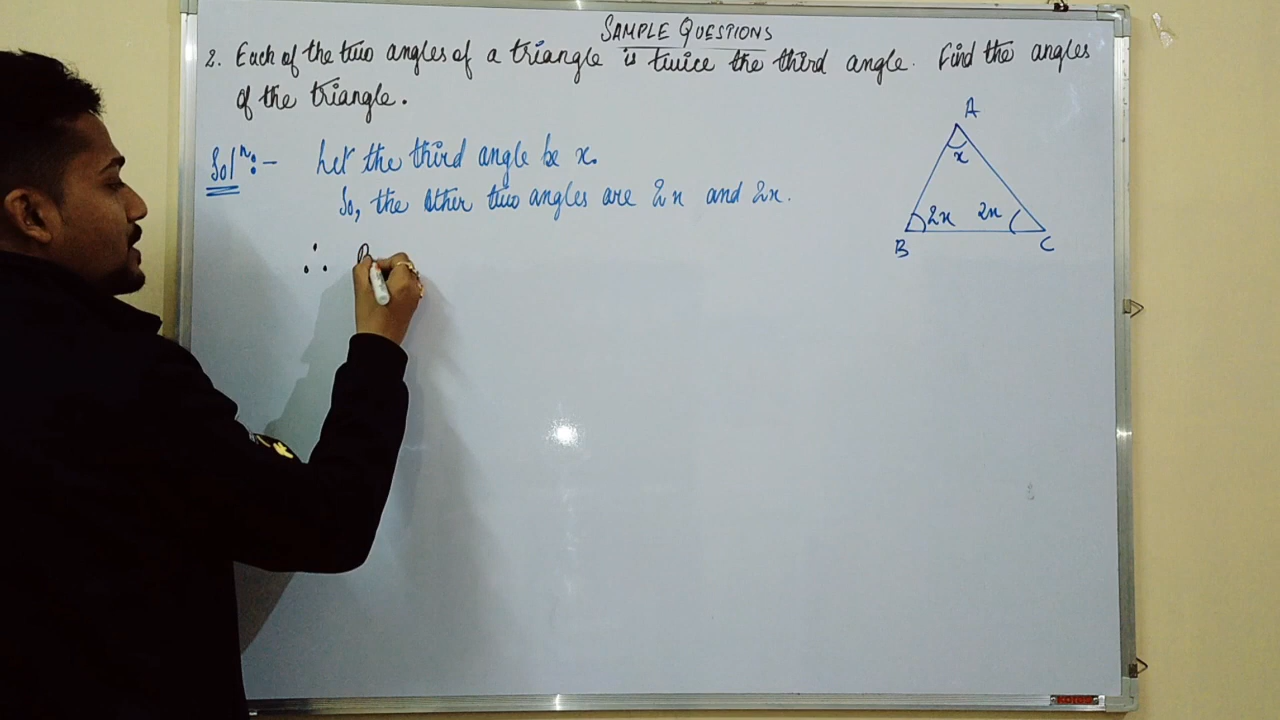 SAMPLE QUESTIONS
2. Each of the two angles of a triangle is twice the third angle. Find the angles
of the triangle.
Solⁿ:- Let the third angle be x.
So, the other two angles are 2x and 2x.
∴
A
x
2x 2x
B C